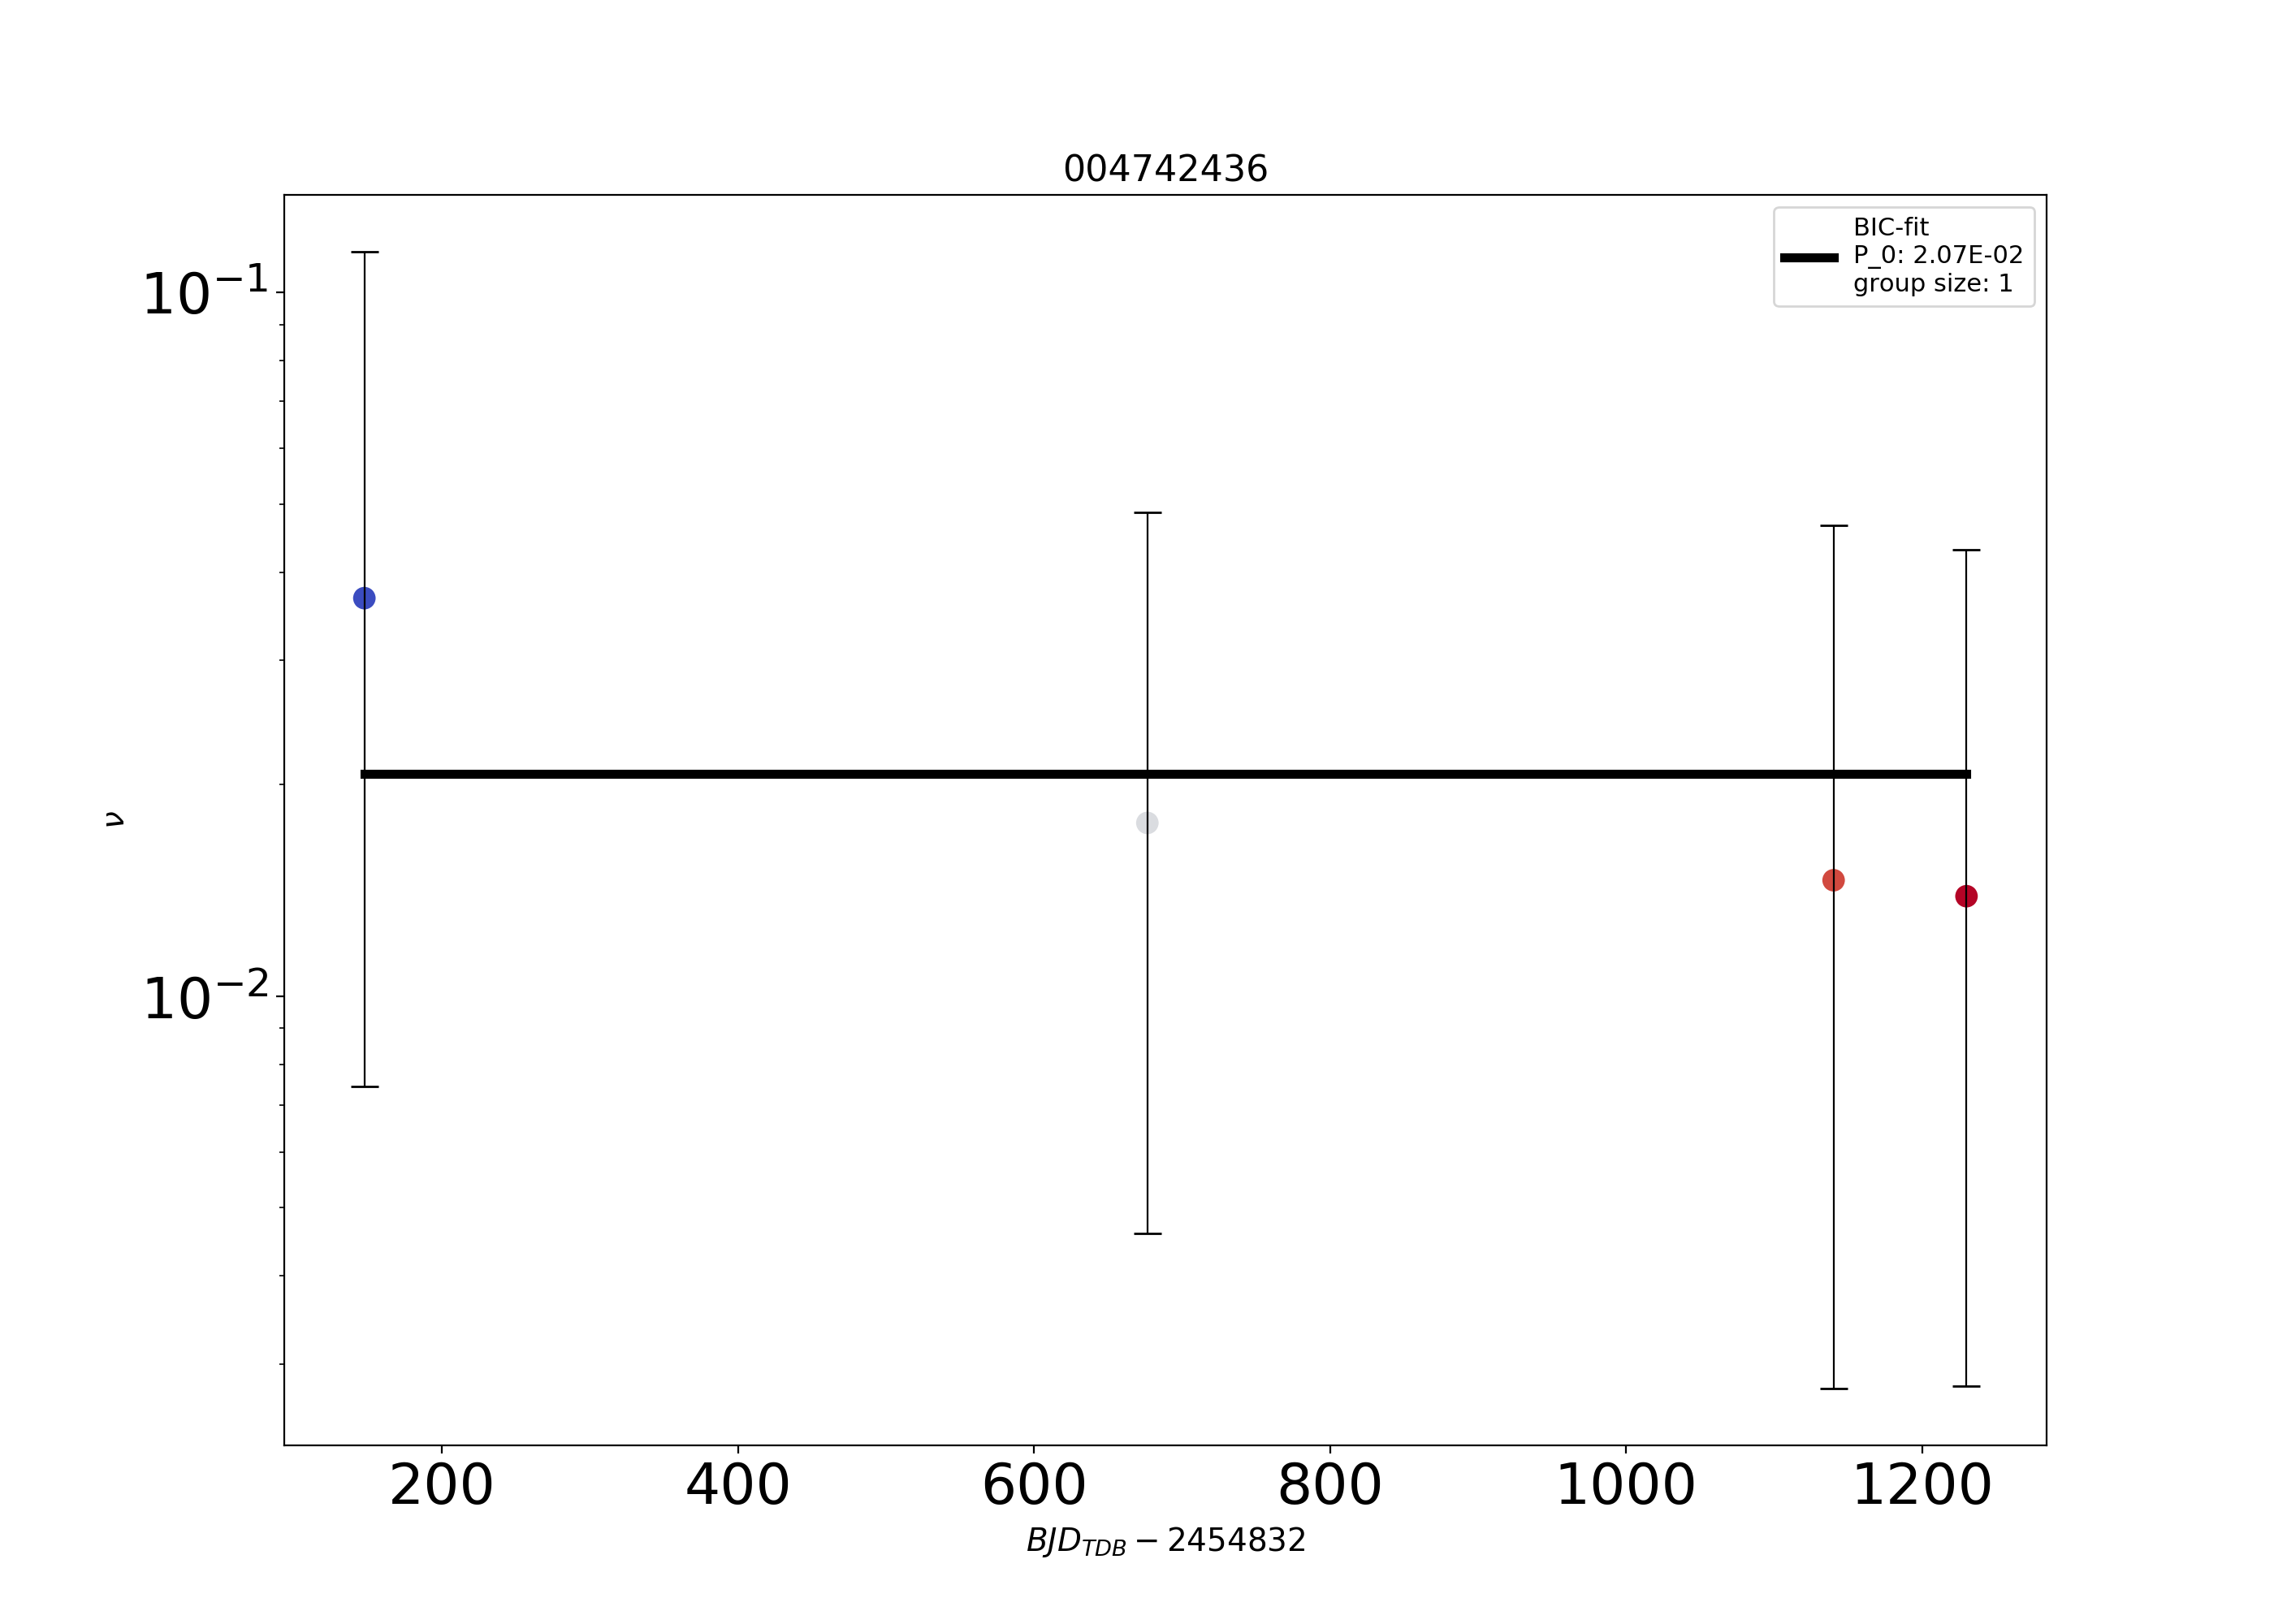 004742436
BIC-fit
P_0: 2.07E-02
group size: 1
10⁻¹
10⁻²
ν
200 400 600 800 1000 1200
BJD_TDB − 2454832